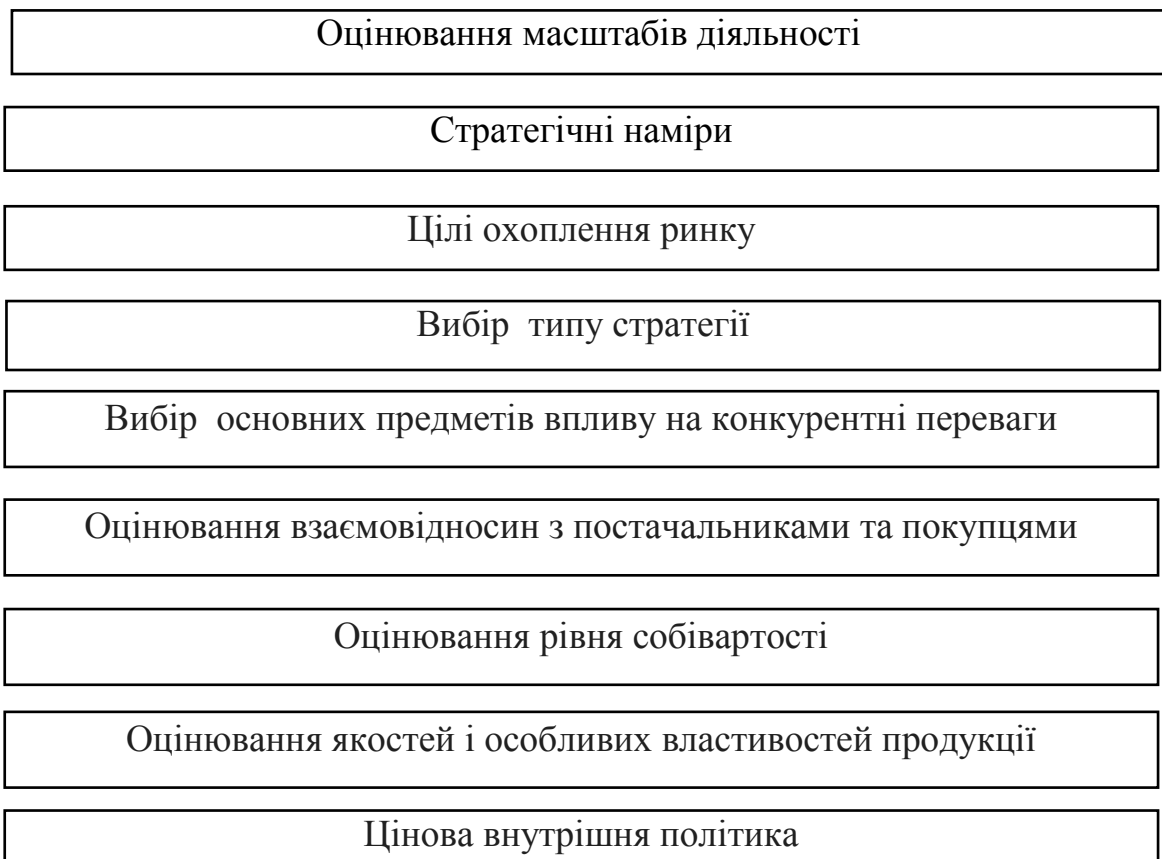 Оцінювання масштабів діяльності
Стратегічні наміри
Цілі охоплення ринку
Вибір типу стратегії
Вибір основних предметів впливу на конкурентні переваги
Оцінювання взаємовідносин з постачальниками та покупцями
Оцінювання рівня собівартості
Оцінювання якостей і особливих властивостей продукції
Цінова внутрішня політика